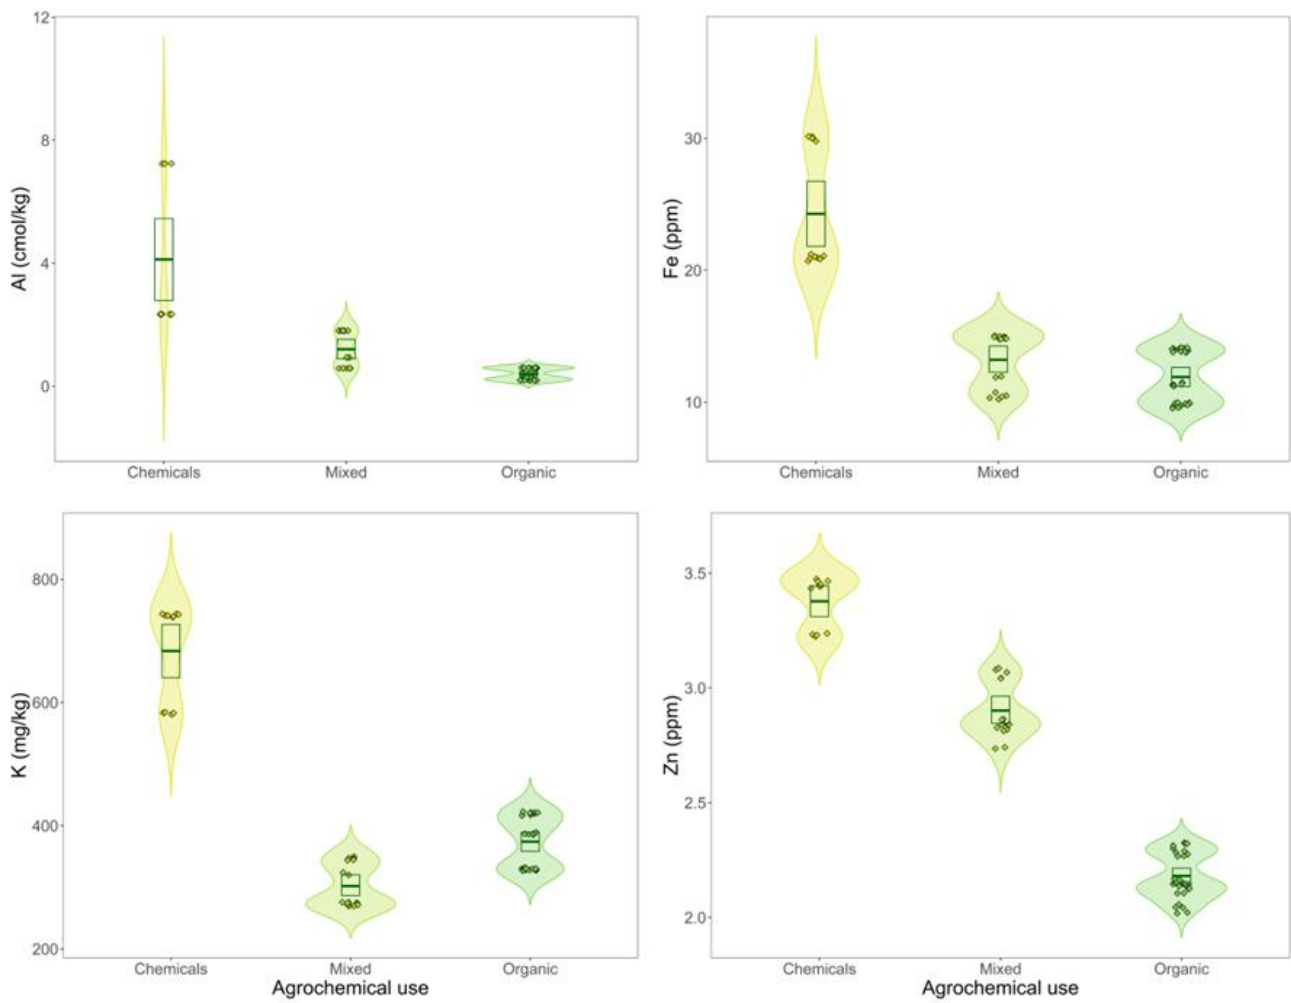 12
8
4
0
Al (cmol/kg)
Chemicals Mixed Organic
30
20
10
Fe (ppm)
Chemicals Mixed Organic
800
600
400
200
K (mg/kg)
Chemicals Mixed Organic
Agrochemical use
3.5
3.0
2.5
2.0
Zn (ppm)
Chemicals Mixed Organic
Agrochemical use